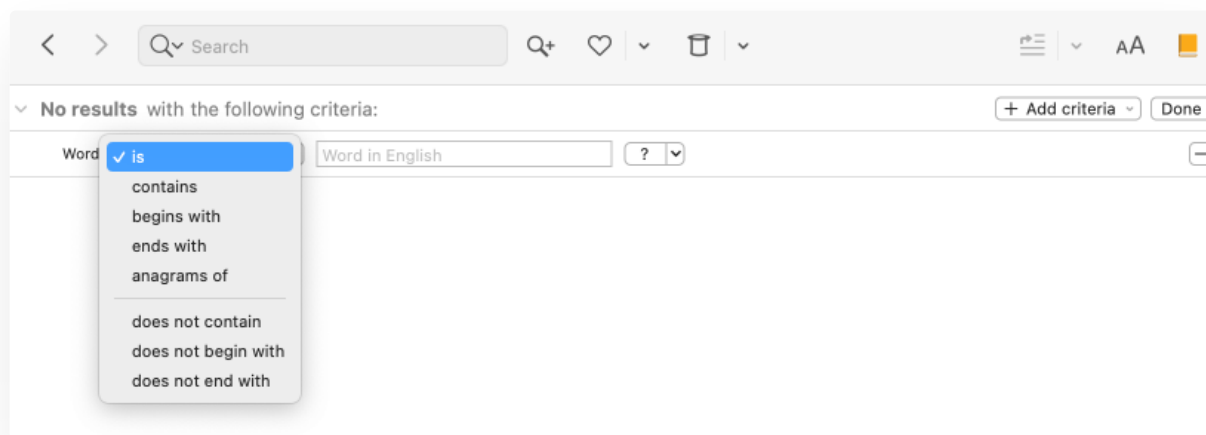 Search
AA
No results with the following criteria:
+ Add criteria
Done
Word
✓ is
Word in English
?
contains
begins with
ends with
anagrams of
does not contain
does not begin with
does not end with